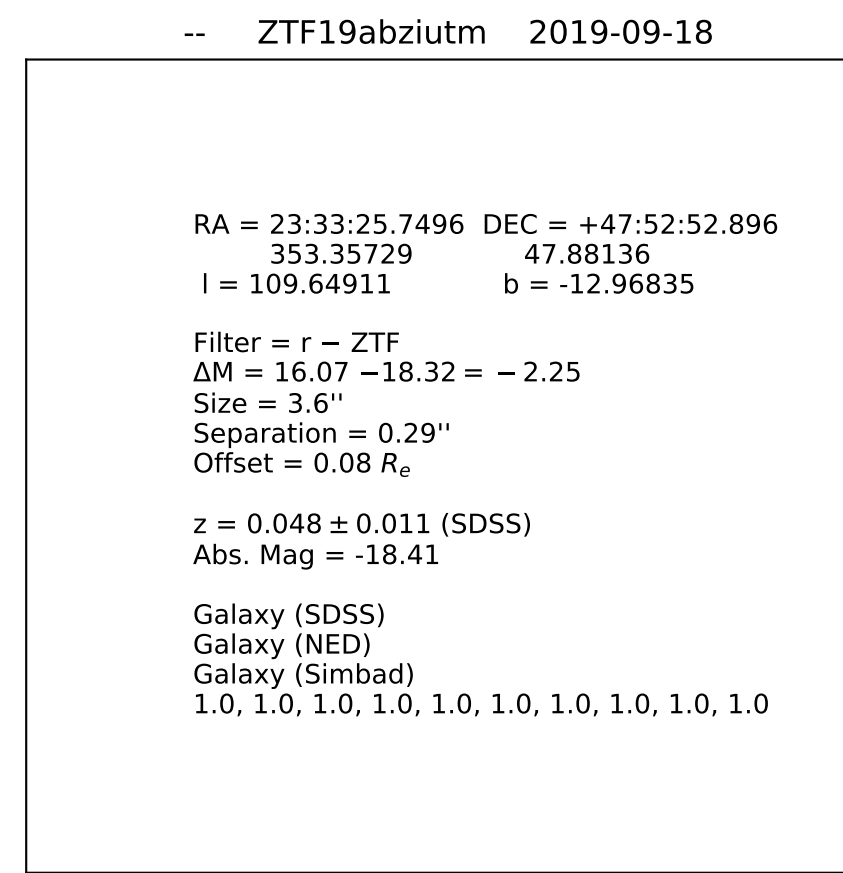 -- ZTF19abziutm 2019-09-18
RA = 23:33:25.7496 DEC = +47:52:52.896
353.35729 47.88136
l = 109.64911 b = -12.96835
Filter = r − ZTF
ΔM = 16.07 −18.32 = − 2.25
Size = 3.6''
Separation = 0.29''
Offset = 0.08 Re
z = 0.048 ± 0.011 (SDSS)
Abs. Mag = -18.41
Galaxy (SDSS)
Galaxy (NED)
Galaxy (Simbad)
1.0, 1.0, 1.0, 1.0, 1.0, 1.0, 1.0, 1.0, 1.0, 1.0